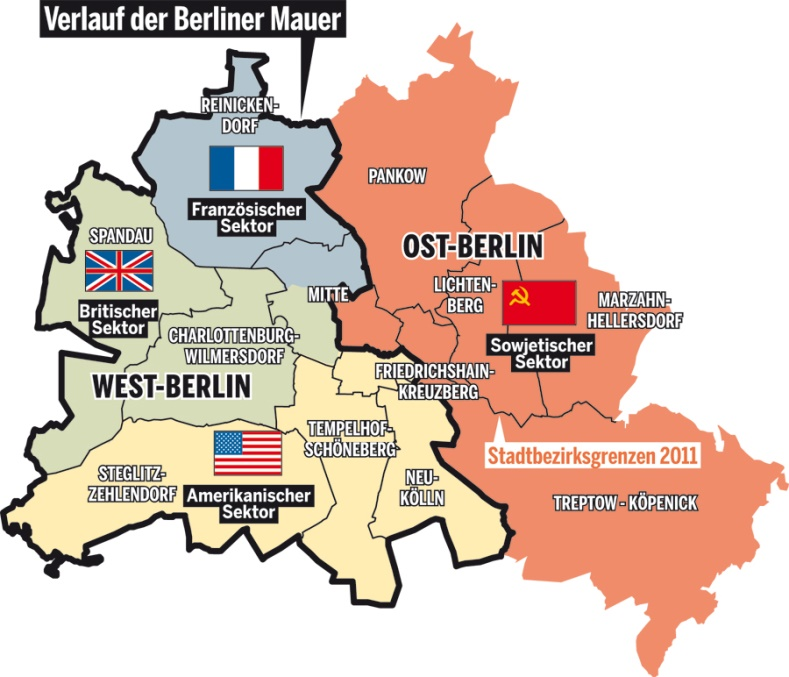 Verlauf der Berliner Mauer
REINICKEN-
DORF
Französischer
Sektor
PANKOW
SPANDAU
Britischer
Sektor
OST-BERLIN
MITTE
LICHTEN-
BERG
MARZAHN-
HELLERSDORF
Sowjetischer
Sektor
CHARLOTTENBURG-
WILMERSDORF
WEST-BERLIN
FRIEDRICHSHAIN-
KREUZBERG
TEMPELHOF-
SCHÖNEBERG
Stadtbezirksgrenzen 2011
STEGLITZ-
ZEHLENDORF
Amerikanischer
Sektor
NEU-
KÖLLN
TREPTOW - KÖPENICK